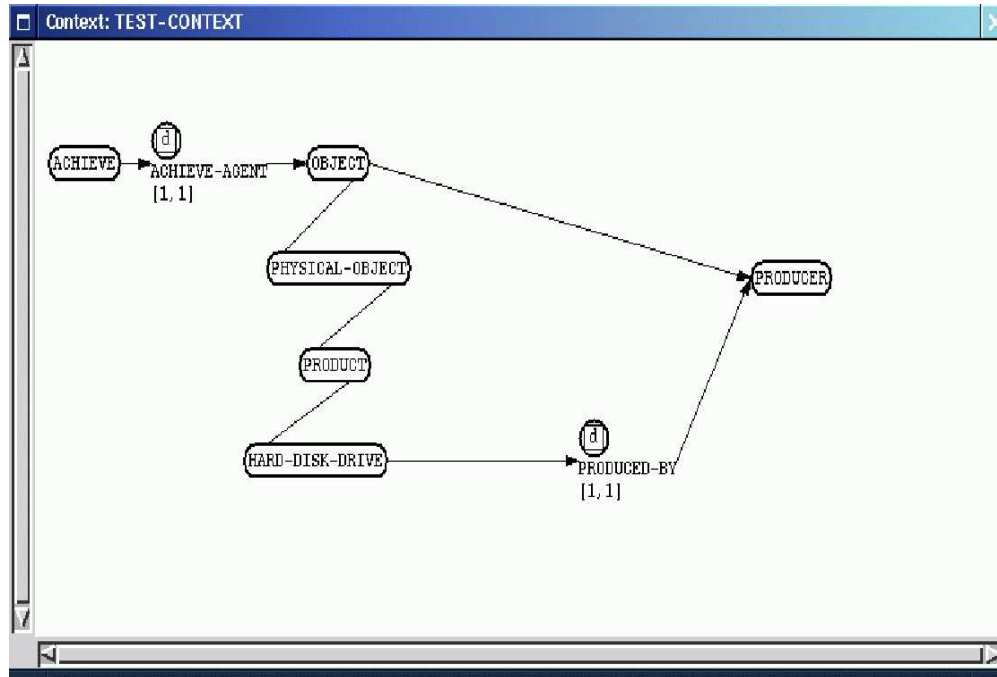 Context: TEST-CONTEXT
d
ACHIEVE
ACHIEVE-AGENT
[1,1]
OBJECT
PHYSICAL-OBJECT
PRODUCER
PRODUCT
d
HARD-DISK-DRIVE
PRODUCED-BY
[1,1]